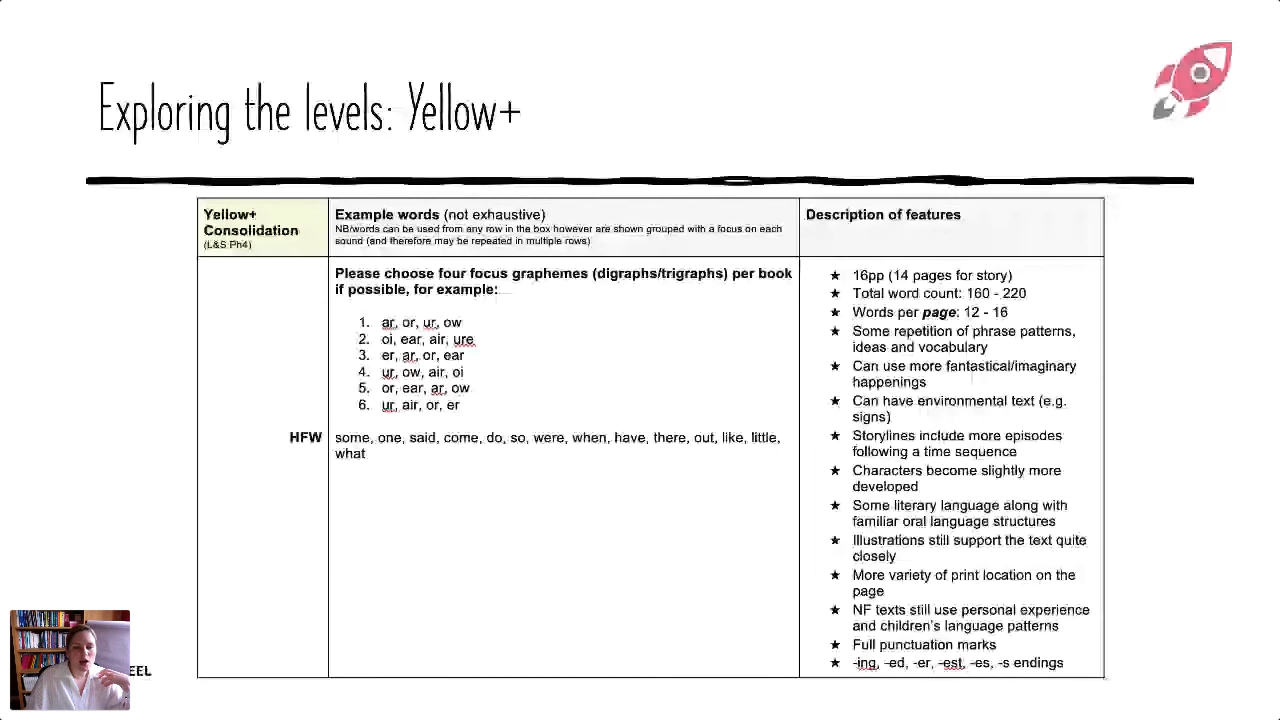 Exploring the levels: Yellow+
Yellow+
Consolidation
(L&S Ph4)
Example words (not exhaustive)
NB/words can be used from any row in the box however are shown grouped with a focus on each
sound (and therefore may be repeated in multiple rows)
Description of features
Please choose four focus graphemes (digraphs/trigraphs) per book
if possible, for example:
1. ar, or, ur, ow
2. oi, ear, air, ure
3. er, ar, or, ear
4. ur, ow, air, oi
5. or, ear, ar, ow
6. ur, air, or, er
HFW
some, one, said, come, do, so, were, when, have, there, out, like, little,
what
★ 16pp (14 pages for story)
★ Total word count: 160 - 220
★ Words per page: 12 - 16
★ Some repetition of phrase patterns,
ideas and vocabulary
★ Can use more fantastical/imaginary
happenings
★ Can have environmental text (e.g.
signs)
★ Storylines include more episodes
following a time sequence
★ Characters become slightly more
developed
★ Some literary language along with
familiar oral language structures
★ Illustrations still support the text quite
closely
★ More variety of print location on the
page
★ NF texts still use personal experience
and children's language patterns
★ Full punctuation marks
★ -ing, -ed, -er, -est, -es, -s endings
EEL